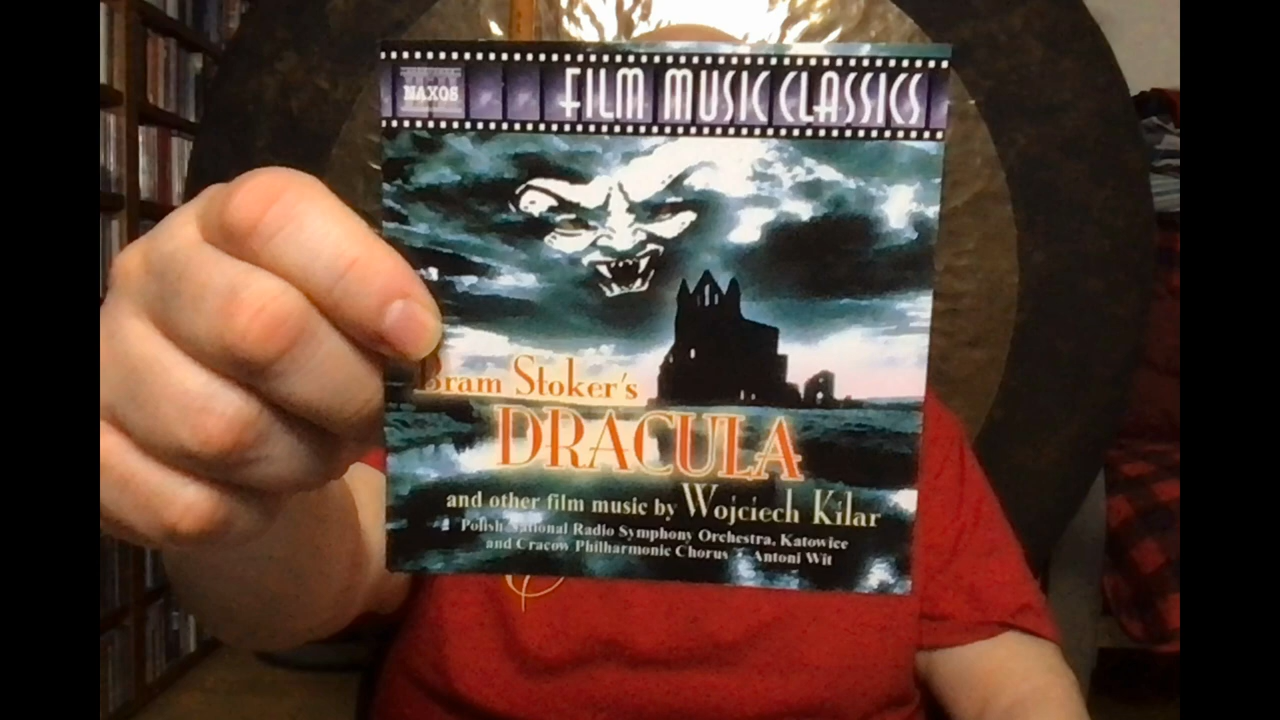 NAXOS
FILM MUSIC CLASSICS
Bram Stoker's
DRACULA
and other film music by Wojciech Kilar
Polish National Radio Symphony Orchestra, Katowice
and Cracow Philharmonic Chorus • Antoni Wit